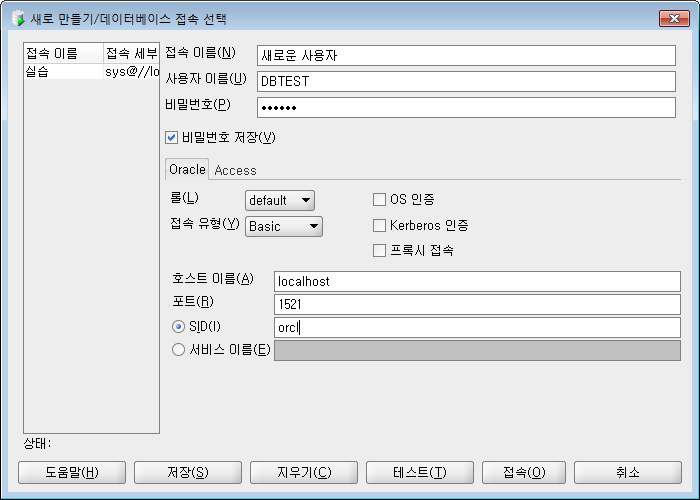 새로 만들기/데이터베이스 접속 선택
접속 이름 접속 세부
실습 sys@//lo
접속 이름(N) 새로운 사용자
사용자 이름(U) DBTEST
비밀번호(P) ••••••
비밀번호 저장(V)
Oracle Access
롤(L) default OS 인증
접속 유형(Y) Basic Kerberos 인증
프록시 접속
호스트 이름(A) localhost
포트(R) 1521
SID(I) orcl
서비스 이름(E)
상태:
도움말(H) 저장(S) 지우기(C) 테스트(T) 접속(O) 취소